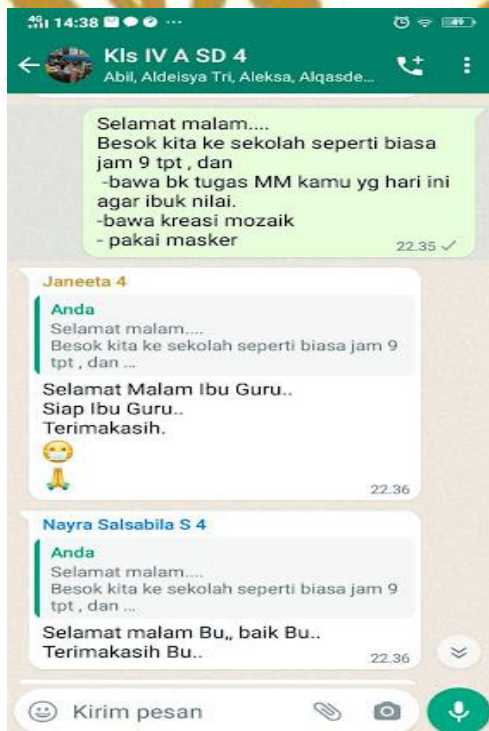 14:38
Kls IV A SD 4
Abil, Aldeisya Tri, Aleksa, Alqasde...
Selamat malam....
Besok kita ke sekolah seperti biasa
jam 9 tpt , dan
-bawa bk tugas MM kamu yg hari ini
agar ibuk nilai.
-bawa kreasi mozaik
- pakai masker
22.35
Janeeta 4
Anda
Selamat malam....
Besok kita ke sekolah seperti biasa jam 9
tpt , dan ...
Selamat Malam Ibu Guru..
Siap Ibu Guru..
Terimakasih.
22.36
Nayra Salsabila S 4
Anda
Selamat malam....
Besok kita ke sekolah seperti biasa jam 9
tpt , dan ...
Selamat malam Bu,, baik Bu..
Terimakasih Bu..
22.36
Kirim pesan